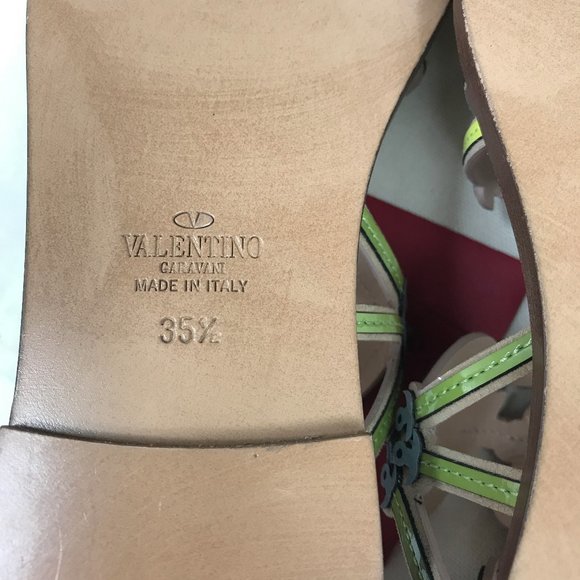 VALENTINO
GARAVANI
MADE IN ITALY
35½